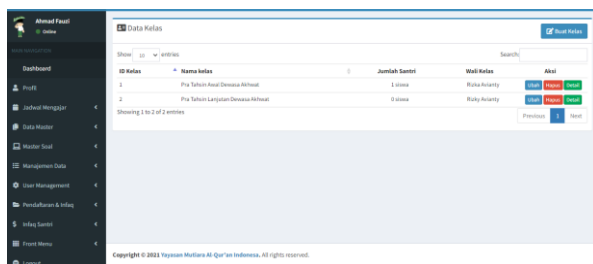 Ahmad Fauzi
Online
MAIN NAVIGATION
Dashboard
Profil
Jadwal Mengajar
Data Master
Master Soal
Manajemen Data
User Management
Pendaftaran & Infaq
Infaq Santri
Front Menu
Logout
Data Kelas
Buat Kelas
Show 10 entries
Search:
ID Kelas Nama kelas Jumlah Santri Wali Kelas Aksi
1 Pra Tahsin Awal Dewasa Akhwat 1 siswa Rizka Avianty Ubah Hapus Detail
2 Pra Tahsin Lanjutan Dewasa Akhwat 0 siswa Rizky Avianty Ubah Hapus Detail
Showing 1 to 2 of 2 entries
Previous 1 Next
Copyright © 2021 Yayasan Mutiara Al-Qur'an Indonesa. All rights reserved.